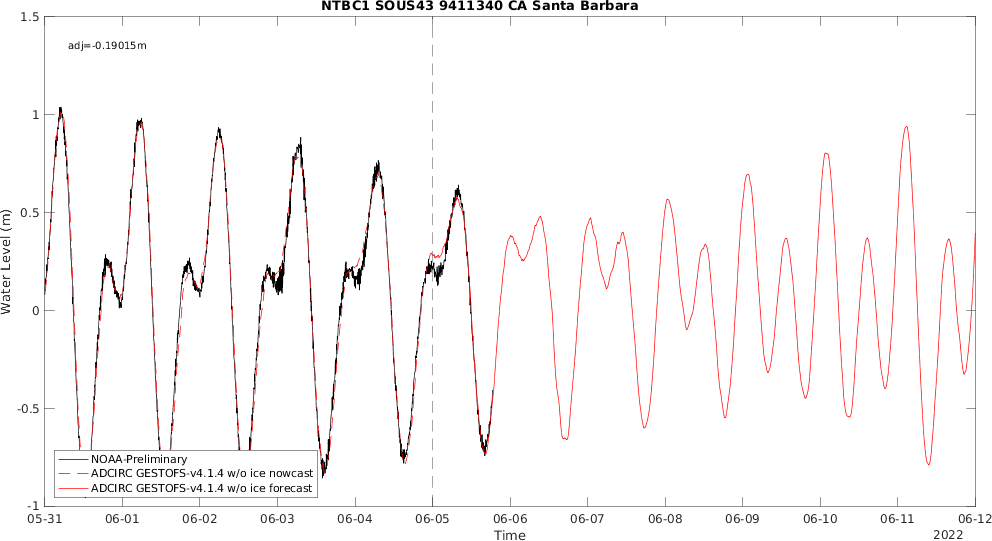 NTBC1 SOUS43 9411340 CA Santa Barbara
adj=-0.19015m
Water Level (m)
1.5
1
0.5
0
-0.5
-1
NOAA-Preliminary
ADCIRC GESTOFS-v4.1.4 w/o ice nowcast
ADCIRC GESTOFS-v4.1.4 w/o ice forecast
05-31 06-01 06-02 06-03 06-04 06-05 06-06 06-07 06-08 06-09 06-10 06-11 06-12
Time
2022